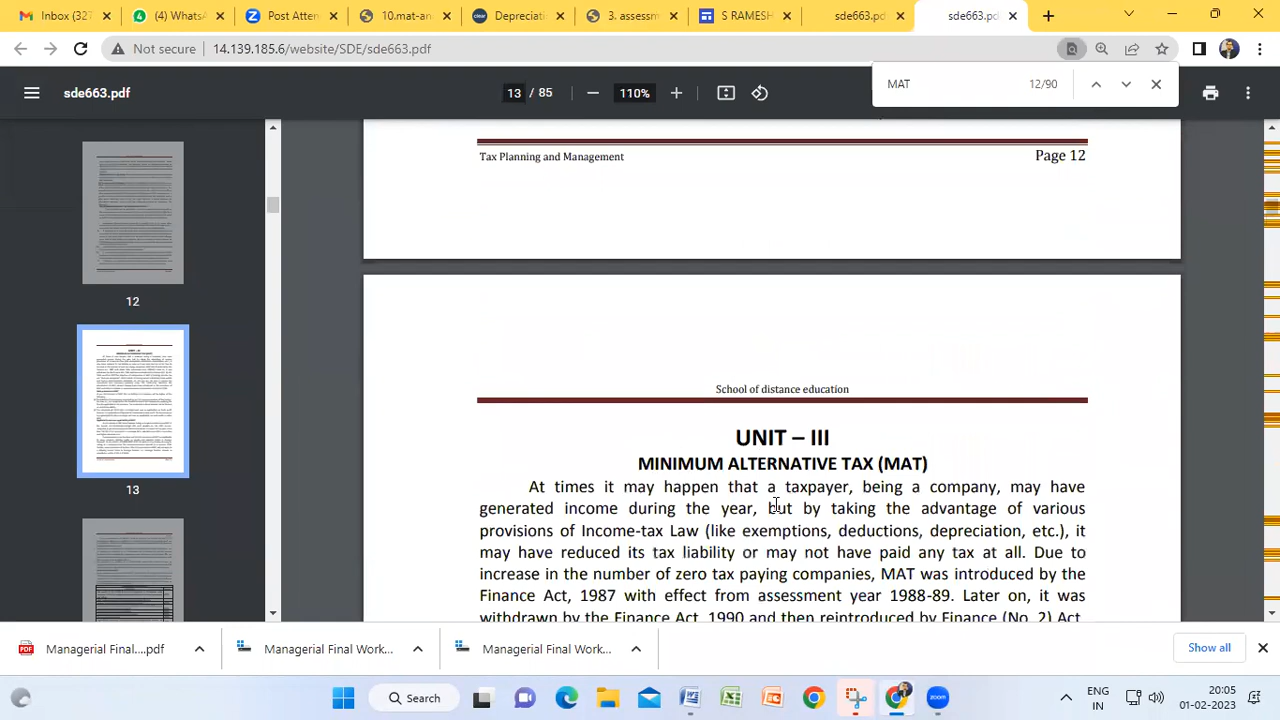 Inbox (327
(4) WhatsA
Post Atten
10.mat-an
Depreciati
3. assessm
S RAMESH
sde663.pd
sde663.pd
Not secure 14.139.185.6/website/SDE/sde663.pdf
MAT 12/90
sde663.pdf
13 / 85
110%
Tax Planning and Management Page 12
12
School of distance education
UNIT – III
MINIMUM ALTERNATIVE TAX (MAT)
At times it may happen that a taxpayer, being a company, may have
generated income during the year, but by taking the advantage of various
provisions of Income-tax Law (like exemptions, deductions, depreciation, etc.), it
may have reduced its tax liability or may not have paid any tax at all. Due to
increase in the number of zero tax paying companies, MAT was introduced by the
Finance Act, 1987 with effect from assessment year 1988-89. Later on, it was
withdrawn by the Finance Act, 1990 and then reintroduced by Finance (No. 2) Act,
13
Managerial Final....pdf
Managerial Final Work...
Managerial Final Work...
Show all
Search
zoom
ENG
IN
20:05
01-02-2023